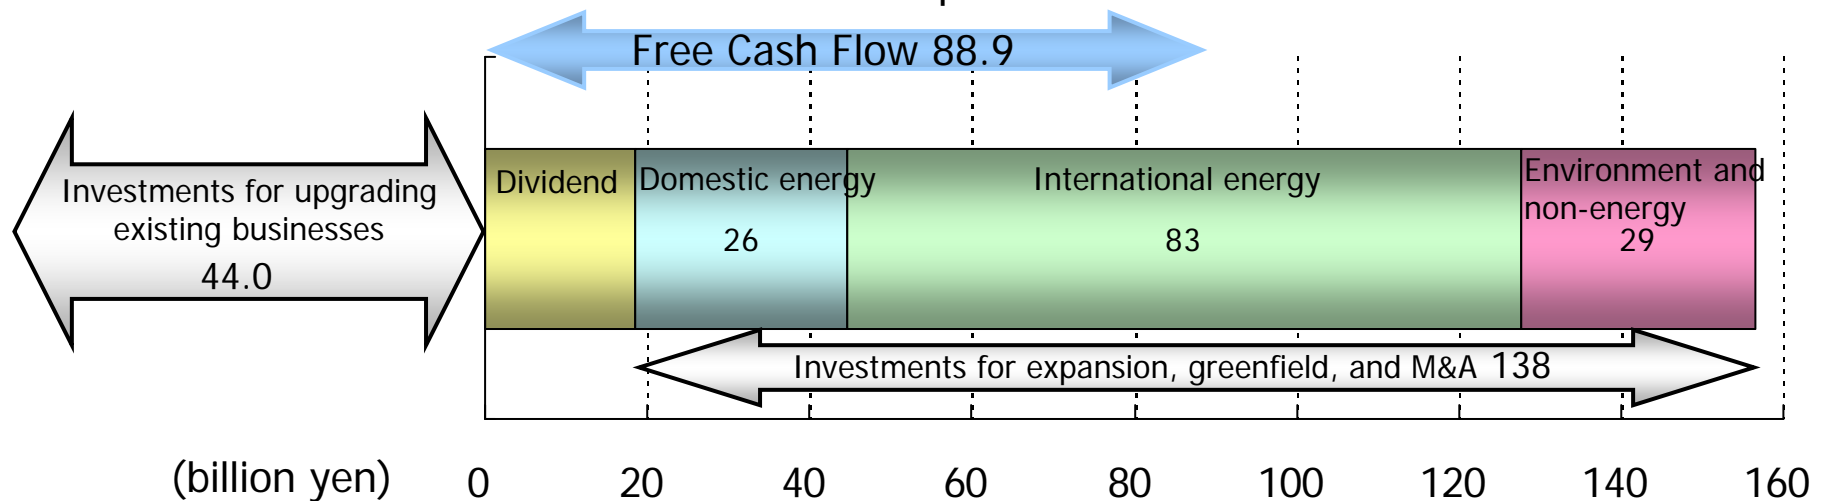 Free Cash Flow 88.9
Investments for upgrading
existing businesses
44.0
Dividend
Domestic energy
26
International energy
83
Environment and
non-energy
29
Investments for expansion, greenfield, and M&A 138
(billion yen) 0 20 40 60 80 100 120 140 160